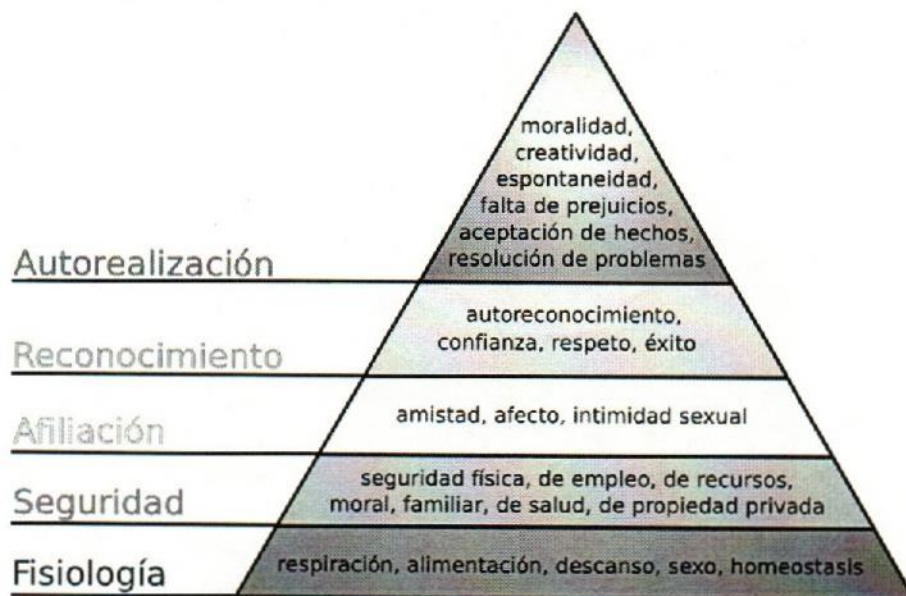 moralidad,
creatividad,
espontaneidad,
falta de prejuicios,
aceptación de hechos,
resolución de problemas
Autorealización
autoreconocimiento,
confianza, respeto, éxito
Reconocimiento
amistad, afecto, intimidad sexual
Afiliación
seguridad física, de empleo, de recursos,
moral, familiar, de salud, de propiedad privada
Seguridad
respiración, alimentación, descanso, sexo, homeostasis
Fisiología